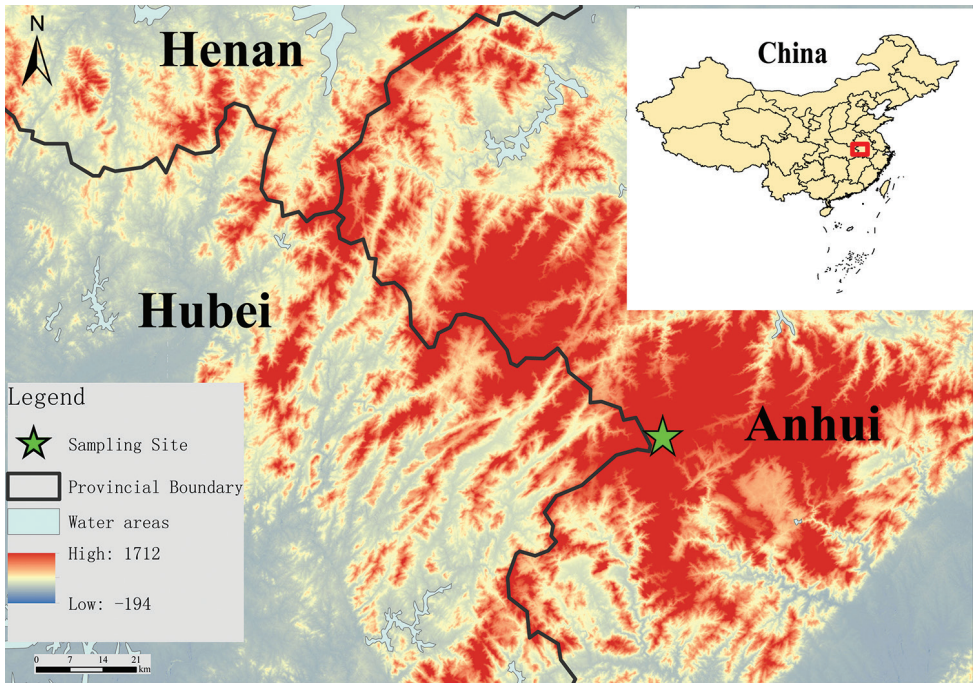 N
Henan
China
Hubei
Anhui
Legend
Sampling Site
Provincial Boundary
Water areas
High: 1712
Low: -194
0 7 14 21
km